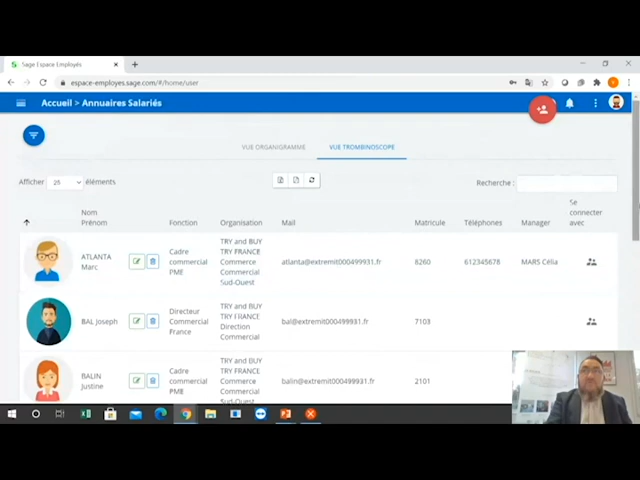 Sage Espace Employés
espace-employes.sage.com/#/home/user
Accueil > Annuaires Salariés
VUE ORGANIGRAMME
VUE TROMBINOSCOPE
Afficher 25 éléments
Recherche :
Nom
Prénom
Fonction
Organisation
Mail
Matricule
Téléphones
Manager
Se
connecter
avec
ATLANTA
Marc
Cadre
commercial
PME
TRY and BUY
TRY FRANCE
Commerce
Commercial
Sud-Ouest
atlanta@extremit000499931.fr
8260
612345678
MARS Célia
BAL Joseph
Directeur
Commercial
France
TRY and BUY
TRY FRANCE
Direction
Commercial
bal@extremit000499931.fr
7103
BALIN
Justine
Cadre
commercial
PME
TRY and BUY
TRY FRANCE
Commerce
Commercial
Sud-Ouest
balin@extremit000499931.fr
2101